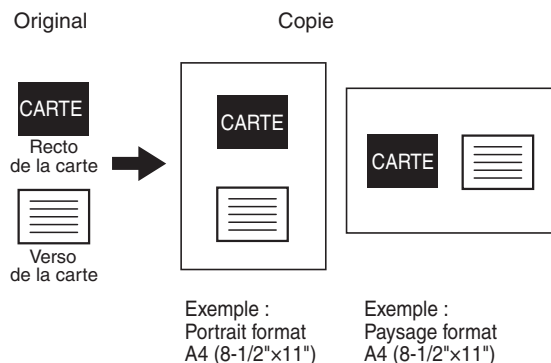 Original
Copie
CARTE
Recto
de la carte
Verso
de la carte
CARTE
CARTE
Exemple :
Portrait format
A4 (8-1/2"×11")
Exemple :
Paysage format
A4 (8-1/2"×11")